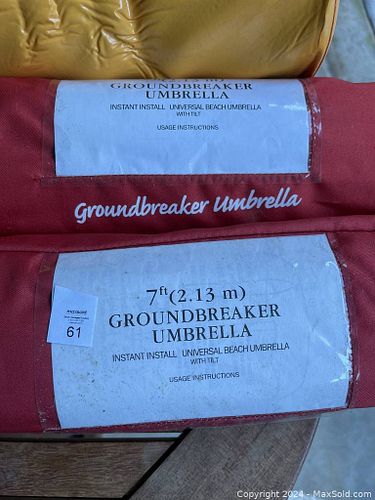 GROUNDBREAKER
UMBRELLA
INSTANT INSTALL UNIVERSAL BEACH UMBRELLA
WITH TILT
USAGE INSTRUCTIONS
Groundbreaker Umbrella
7ft (2.13 m)
GROUNDBREAKER
UMBRELLA
INSTANT INSTALL UNIVERSAL BEACH UMBRELLA
WITH TILT
USAGE INSTRUCTIONS
61
Copyright © 2024 - MaxSold.com